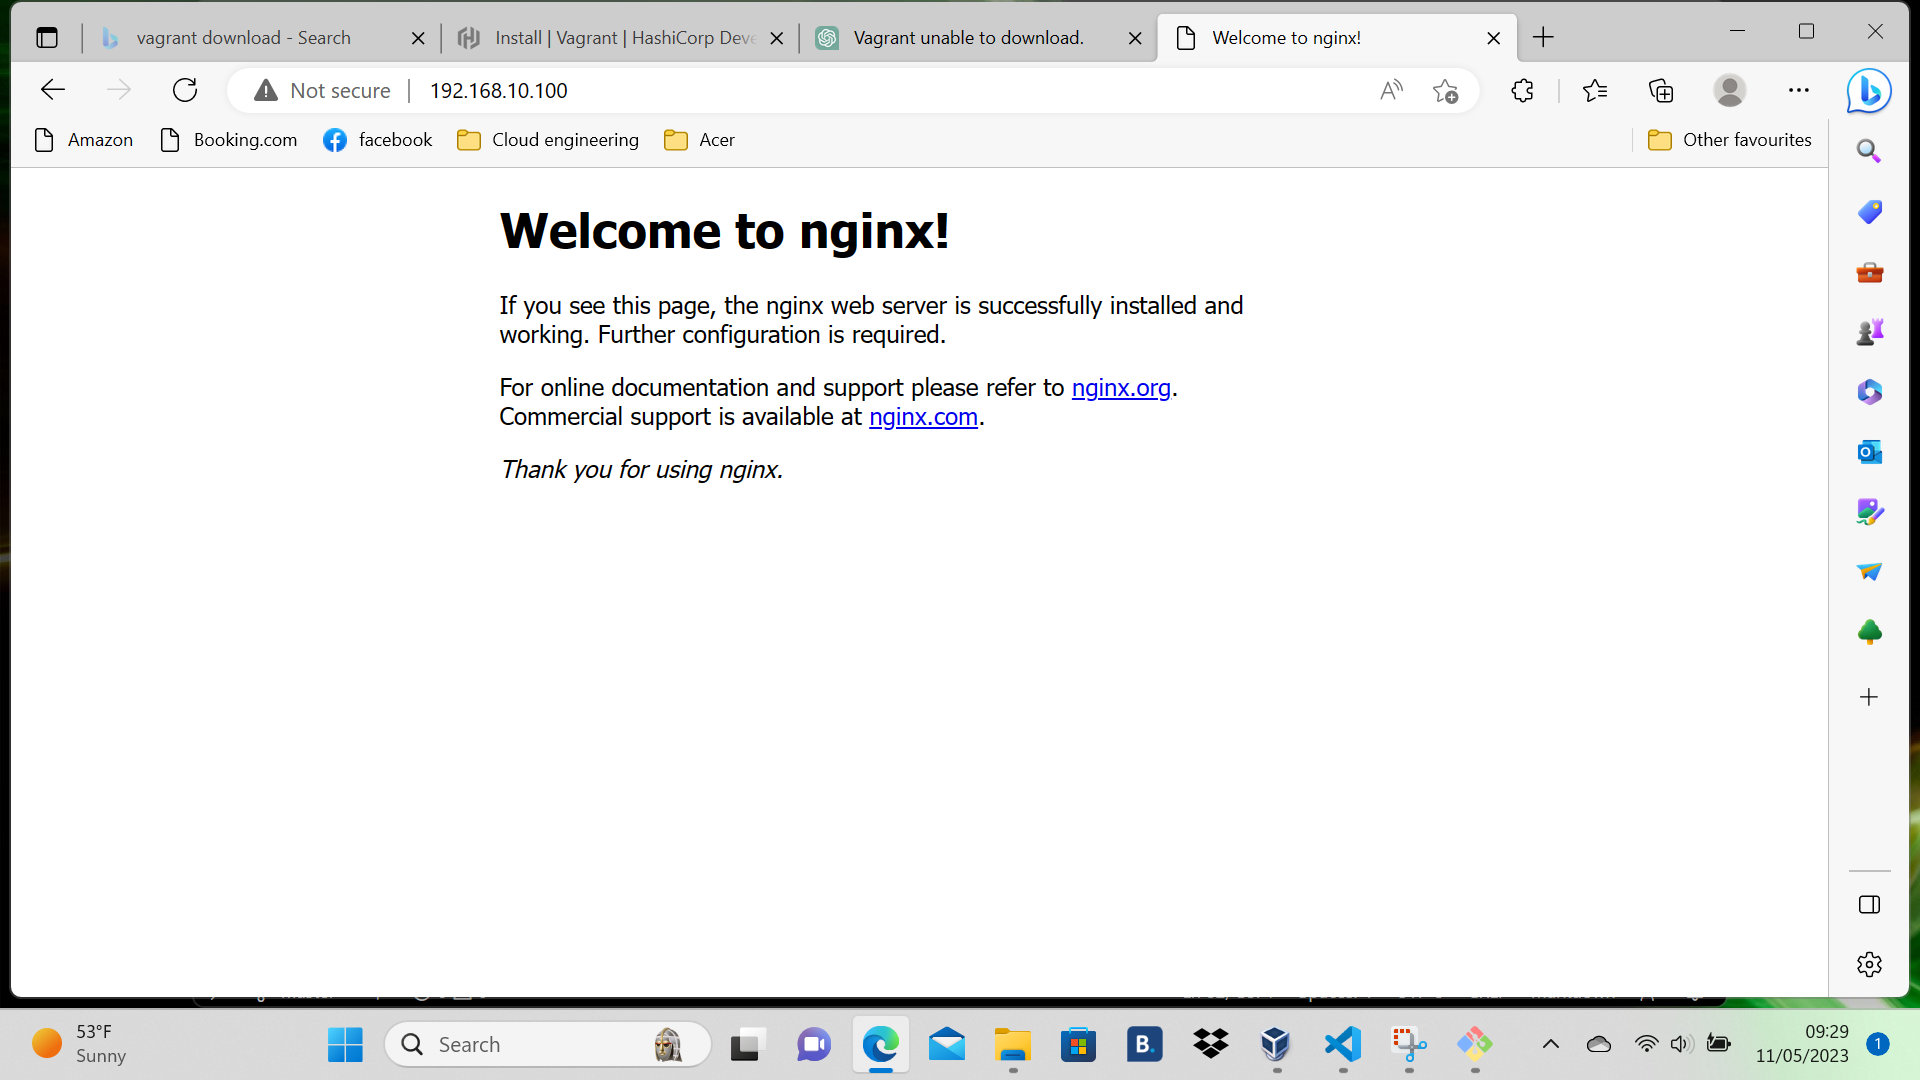 vagrant download - Search
Install | Vagrant | HashiCorp Deve
Vagrant unable to download.
Welcome to nginx!
Not secure
192.168.10.100
Amazon
Booking.com
facebook
Cloud engineering
Acer
Other favourites
Welcome to nginx!
If you see this page, the nginx web server is successfully installed and
working. Further configuration is required.
For online documentation and support please refer to nginx.org.
Commercial support is available at nginx.com.
Thank you for using nginx.
53°F
Sunny
Search
B.
09:29
11/05/2023
1